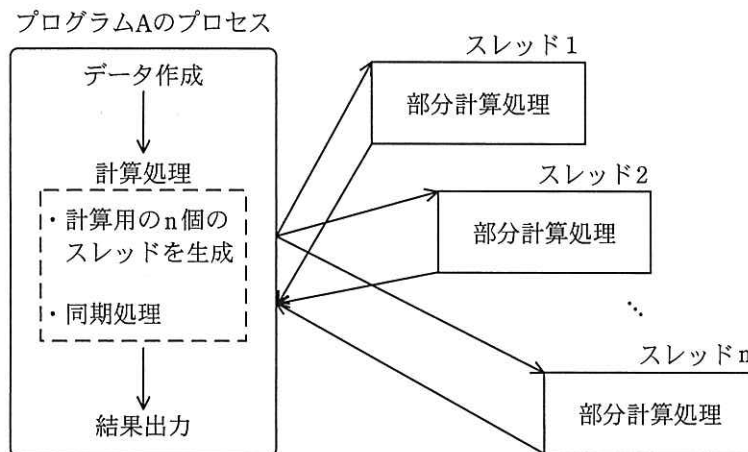 プログラムAのプロセス
データ作成
計算処理
・計算用のn個の
スレッドを生成
・同期処理
結果出力
スレッド1
部分計算処理
スレッド2
部分計算処理
⋱
スレッドn
部分計算処理